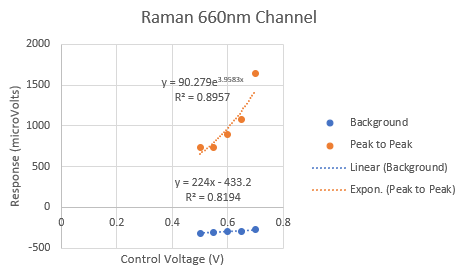 Raman 660nm Channel
2000
1500
1000
500
0
-500
0
0.2
0.4
0.6
0.8
Response (microVolts)
Control Voltage (V)
y = 90.279e^3.9583x
R² = 0.8957
y = 224x - 433.2
R² = 0.8194
Background
Peak to Peak
Linear (Background)
Expon. (Peak to Peak)